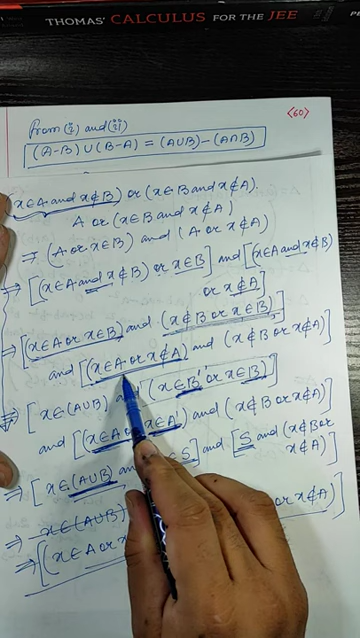 THOMAS' CALCULUS FOR THE JEE
<60>
From (i) and (ii)
(A-B) ∪ (B-A) = (A∪B) - (A∩B)
x∈A and x∉B) or (x∈B and x∉A).
A or (x∈B and x∉A)
⇒ (A or x∈B) and (A or x∉A)
⇒ [(x∈A and x∉B) or x∈B] and [(x∈A and x∉B)
or x∉A]
⇒ [(x∈A or x∈B) and (x∉B or x∈B)]
and [(x∈A or x∉A) and (x∉B or x∉A)]
[x∈(A∪B) (x∈B' or x∈B)]
and [(x∈A x∈A') and (x∉B or x∉A)]
⇒ [x∈(A∪B) ∈S] and [S and (x∉B or
x∉A)]
⇒ x∈(A∪B)
⇒ [(x∈A or or x∉A)]